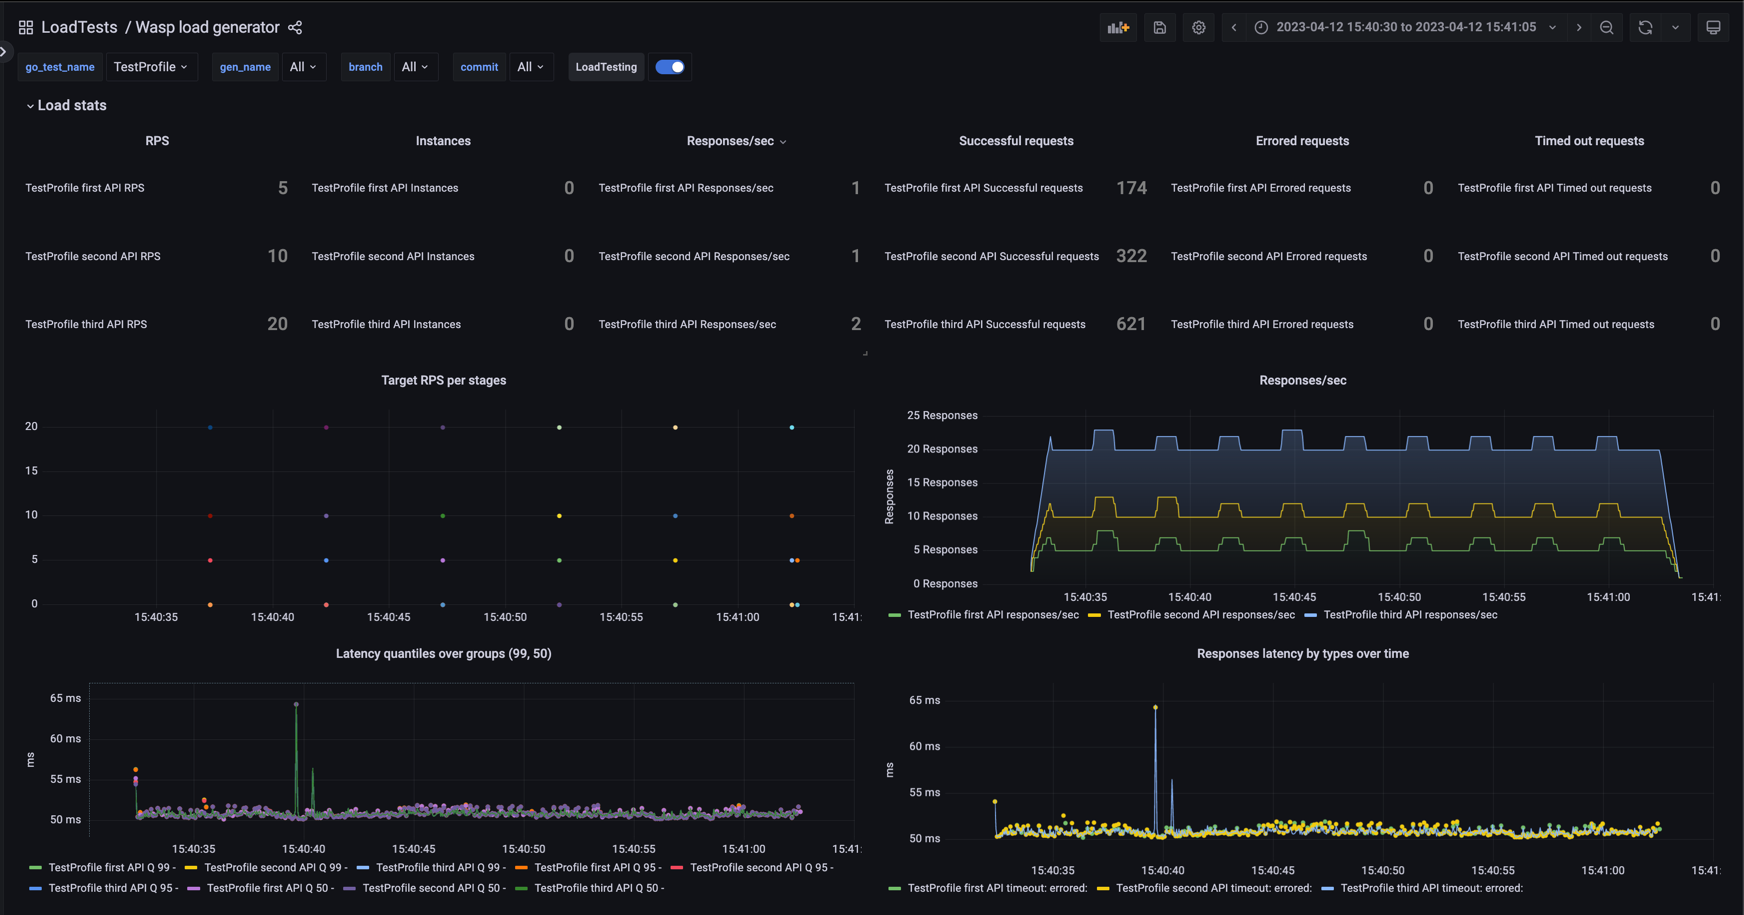 LoadTests / Wasp load generator
2023-04-12 15:40:30 to 2023-04-12 15:41:05
go_test_name TestProfile gen_name All branch All commit All LoadTesting
Load stats
RPS Instances Responses/sec Successful requests Errored requests Timed out requests
TestProfile first API RPS 5 TestProfile first API Instances 0 TestProfile first API Responses/sec 1 TestProfile first API Successful requests 174 TestProfile first API Errored requests 0 TestProfile first API Timed out requests 0
TestProfile second API RPS 10 TestProfile second API Instances 0 TestProfile second API Responses/sec 1 TestProfile second API Successful requests 322 TestProfile second API Errored requests 0 TestProfile second API Timed out requests 0
TestProfile third API RPS 20 TestProfile third API Instances 0 TestProfile third API Responses/sec 2 TestProfile third API Successful requests 621 TestProfile third API Errored requests 0 TestProfile third API Timed out requests 0
Target RPS per stages
20
15
10
5
0
15:40:35 15:40:40 15:40:45 15:40:50 15:40:55 15:41:00 15:41:
Responses/sec
Responses
25 Responses
20 Responses
15 Responses
10 Responses
5 Responses
0 Responses
15:40:35 15:40:40 15:40:45 15:40:50 15:40:55 15:41:00 15:41:
TestProfile first API responses/sec TestProfile second API responses/sec TestProfile third API responses/sec
Latency quantiles over groups (99, 50)
ms
65 ms
60 ms
55 ms
50 ms
15:40:35 15:40:40 15:40:45 15:40:50 15:40:55 15:41:00 15:41:
TestProfile first API Q 99 - TestProfile second API Q 99 - TestProfile third API Q 99 - TestProfile first API Q 95 - TestProfile second API Q 95 -
TestProfile third API Q 95 - TestProfile first API Q 50 - TestProfile second API Q 50 - TestProfile third API Q 50 -
Responses latency by types over time
ms
65 ms
60 ms
55 ms
50 ms
15:40:35 15:40:40 15:40:45 15:40:50 15:40:55 15:41:00 15:41:
TestProfile first API timeout: errored: TestProfile second API timeout: errored: TestProfile third API timeout: errored: